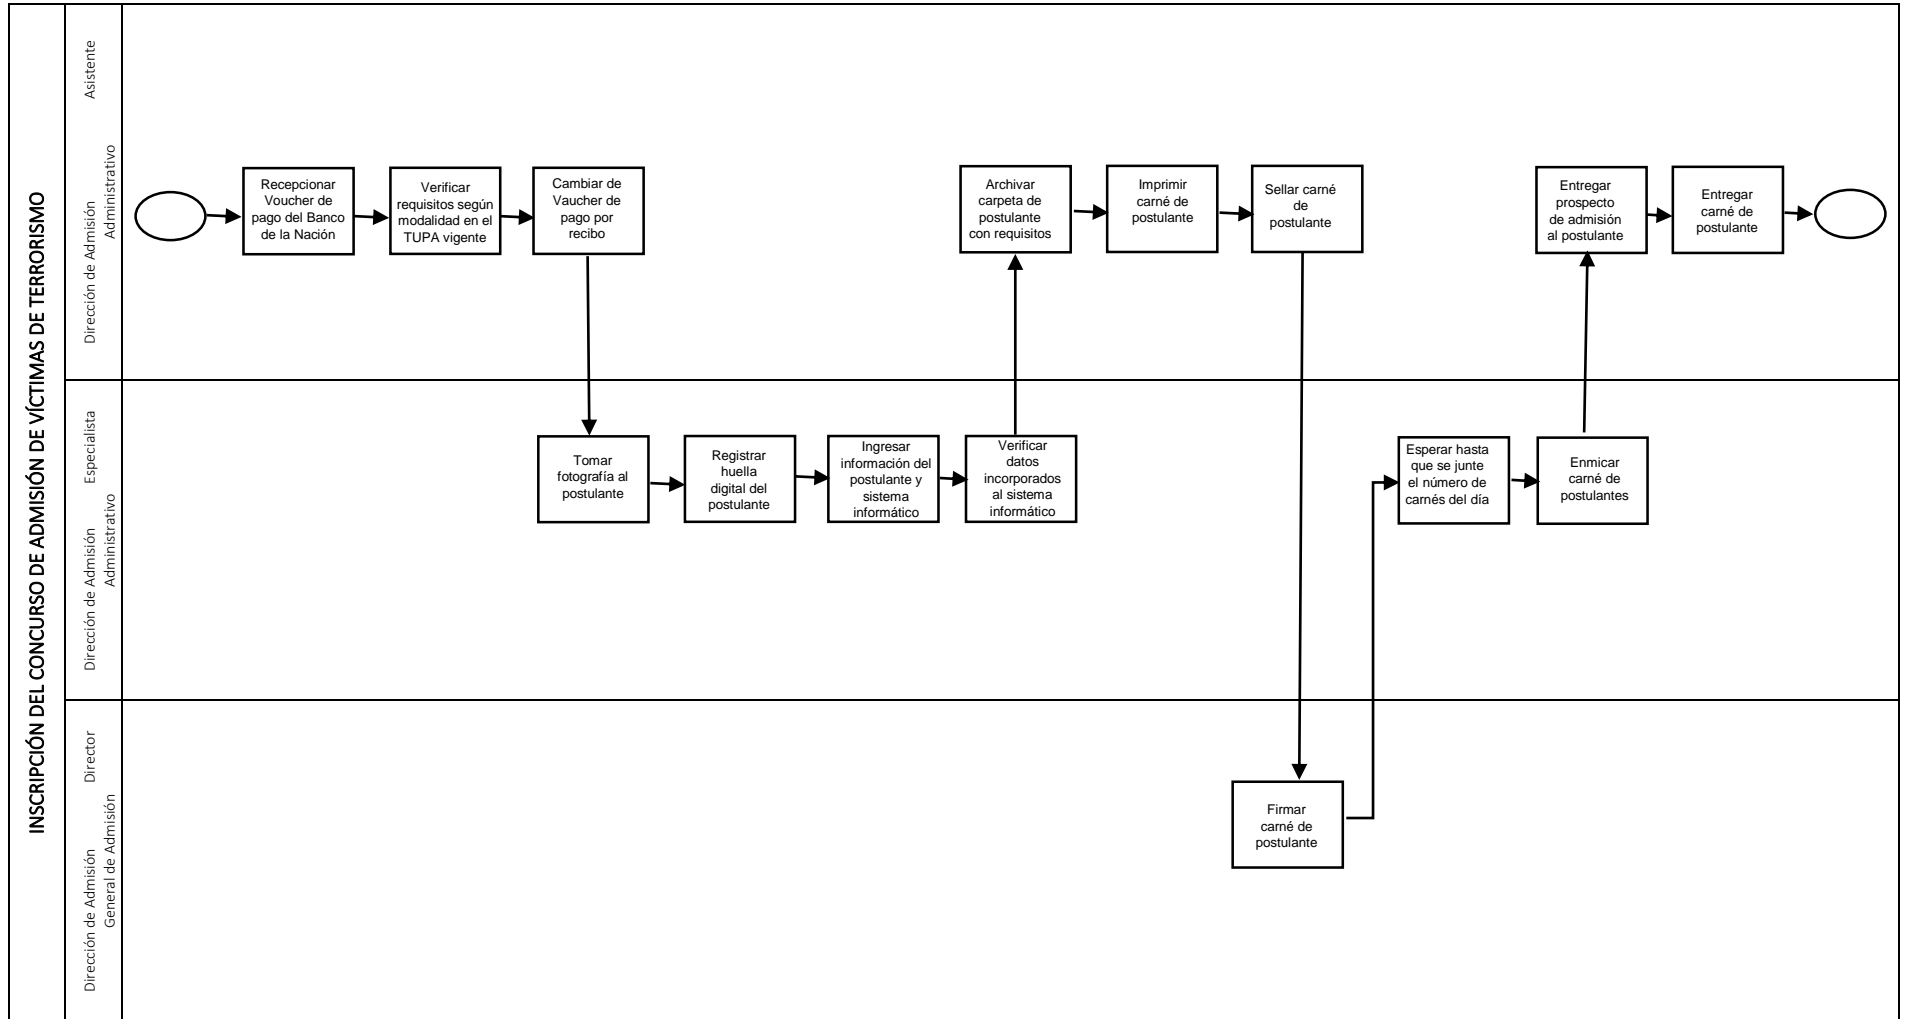 INSCRIPCIÓN DEL CONCURSO DE ADMISIÓN DE VÍCTIMAS DE TERRORISMO
Dirección de Admisión Asistente
Administrativo
Recepcionar
Voucher de
pago del Banco
de la Nación
Verificar
requisitos según
modalidad en el
TUPA vigente
Cambiar de
Vaucher de
pago por
recibo
Archivar
carpeta de
postulante
con requisitos
Imprimir
carné de
postulante
Sellar carné
de
postulante
Entregar
prospecto
de admisión
al postulante
Entregar
carné de
postulante
Dirección de Admisión Especialista
Administrativo
Tomar
fotografía al
postulante
Registrar
huella
digital del
postulante
Ingresar
información del
postulante y
sistema
informático
Verificar
datos
incorporados
al sistema
informático
Esperar hasta
que se junte
el número de
carnés del día
Enmicar
carné de
postulantes
Dirección de Admisión Director
General de Admisión
Firmar
carné de
postulante